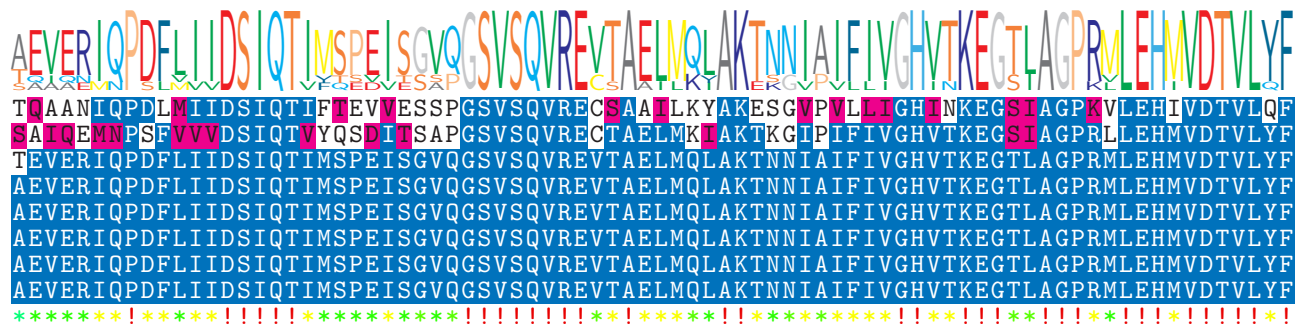 AEVERIQPDFLIIDSIQTIMSPEISGVQGSVSQVREVTAELMQLAKTNNIAIFIVGHVTKEGTLAGPRMLEHMVDTVLYF
TQAANIQPDLMIIDSIQTIFTEVVESSPGSVSQVRECSAAILKYAKESGVPVLLIGHINKEGSIAGPKVLEHIVDTVLQF
SAIQEMNPSFVVVDSIQTVYQSDITSAPGSVSQVRECTAELMKIAKTKGIPIFIVGHVTKEGSIAGPRLLEHMVDTVLYF
TEVERIQPDFLIIDSIQTIMSPEISGVQGSVSQVREVTAELMQLAKTNNIAIFIVGHVTKEGTLAGPRMLEHMVDTVLYF
AEVERIQPDFLIIDSIQTIMSPEISGVQGSVSQVREVTAELMQLAKTNNIAIFIVGHVTKEGTLAGPRMLEHMVDTVLYF
AEVERIQPDFLIIDSIQTIMSPEISGVQGSVSQVREVTAELMQLAKTNNIAIFIVGHVTKEGTLAGPRMLEHMVDTVLYF
AEVERIQPDFLIIDSIQTIMSPEISGVQGSVSQVREVTAELMQLAKTNNIAIFIVGHVTKEGTLAGPRMLEHMVDTVLYF
AEVERIQPDFLIIDSIQTIMSPEISGVQGSVSQVREVTAELMQLAKTNNIAIFIVGHVTKEGTLAGPRMLEHMVDTVLYF
AEVERIQPDFLIIDSIQTIMSPEISGVQGSVSQVREVTAELMQLAKTNNIAIFIVGHVTKEGTLAGPRMLEHMVDTVLYF
*******!*****!!!!!**********!!!!!!!!**!*****!!*********!!**!!!**!!!**!!!*!!!!!*!